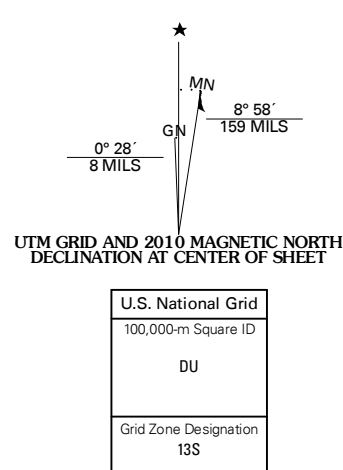 ★
MN
8° 58´
159 MILS
GN
0° 28´
8 MILS
UTM GRID AND 2010 MAGNETIC NORTH
DECLINATION AT CENTER OF SHEET
U.S. National Grid
100,000-m Square ID
DU
Grid Zone Designation
13S